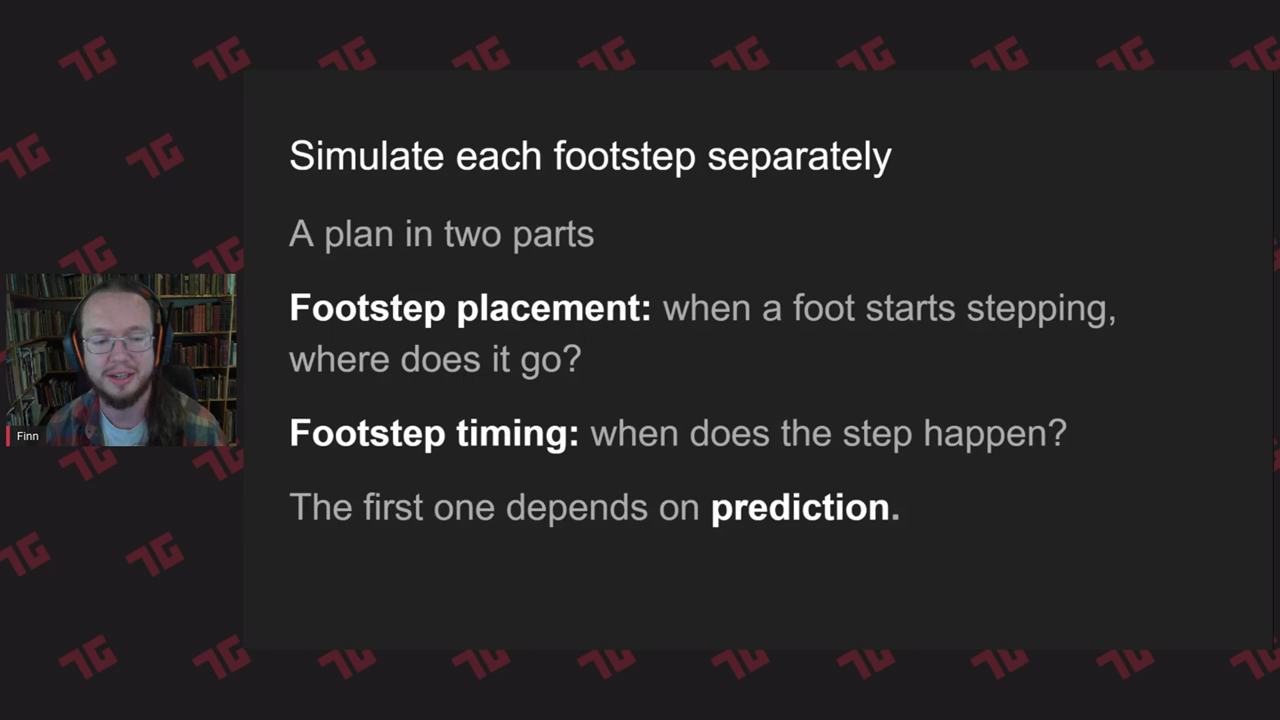 Simulate each footstep separately
A plan in two parts
Footstep placement: when a foot starts stepping,
where does it go?
Footstep timing: when does the step happen?
The first one depends on prediction.
Finn